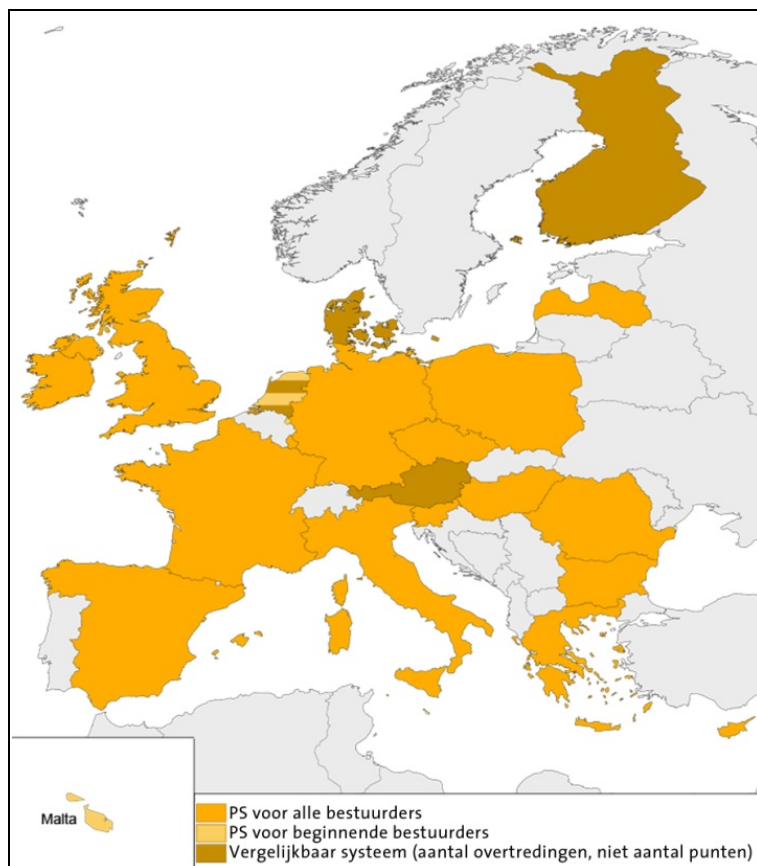 Malta
PS voor alle bestuurders
PS voor beginnende bestuurders
Vergelijkbaar systeem (aantal overtredingen, niet aantal punten)